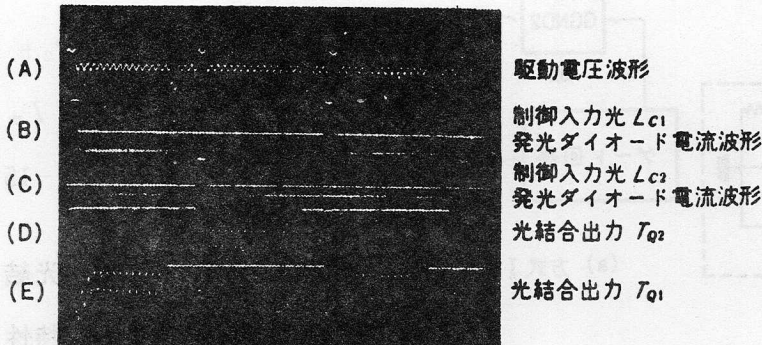 (A) 駆動電圧波形
(B) 制御入力光 LC1
発光ダイオード電流波形
(C) 制御入力光 LC2
発光ダイオード電流波形
(D) 光結合出力 TQ2
(E) 光結合出力 TQ1